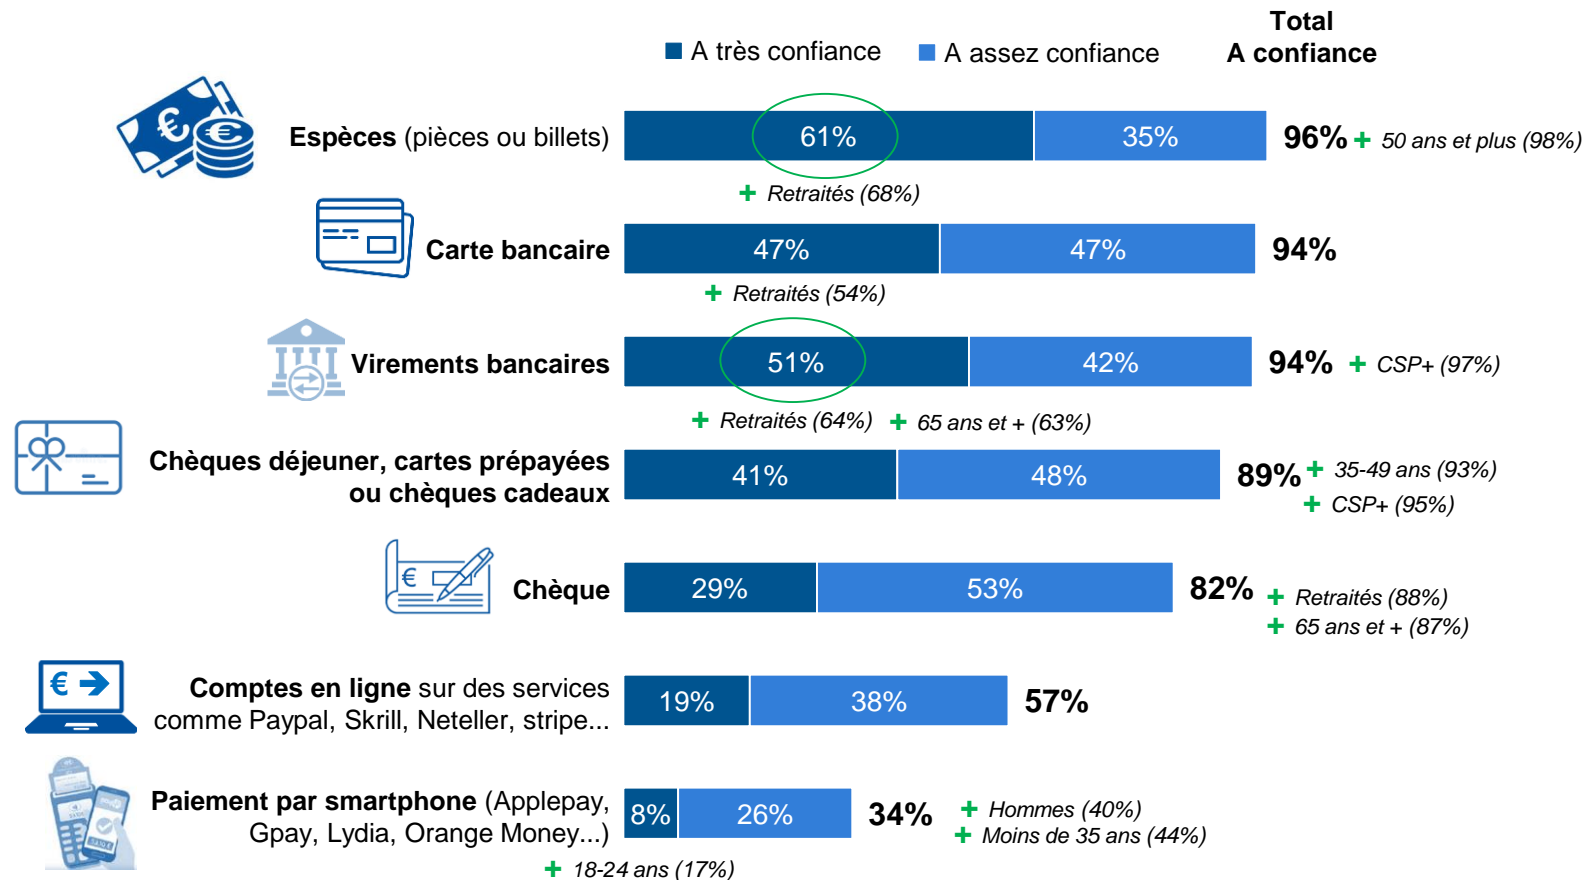 Total
A confiance
A très confiance
A assez confiance
Espèces (pièces ou billets)
61%
35%
96%
+ 50 ans et plus (98%)
+ Retraités (68%)
Carte bancaire
47%
47%
94%
+ Retraités (54%)
Virements bancaires
51%
42%
94%
+ CSP+ (97%)
+ Retraités (64%)
+ 65 ans et + (63%)
Chèques déjeuner, cartes prépayées
ou chèques cadeaux
41%
48%
89%
+ 35-49 ans (93%)
+ CSP+ (95%)
Chèque
29%
53%
82%
+ Retraités (88%)
+ 65 ans et + (87%)
Comptes en ligne sur des services
comme Paypal, Skrill, Neteller, stripe...
19%
38%
57%
Paiement par smartphone (Applepay,
Gpay, Lydia, Orange Money...)
8%
26%
34%
+ Hommes (40%)
+ Moins de 35 ans (44%)
+ 18-24 ans (17%)